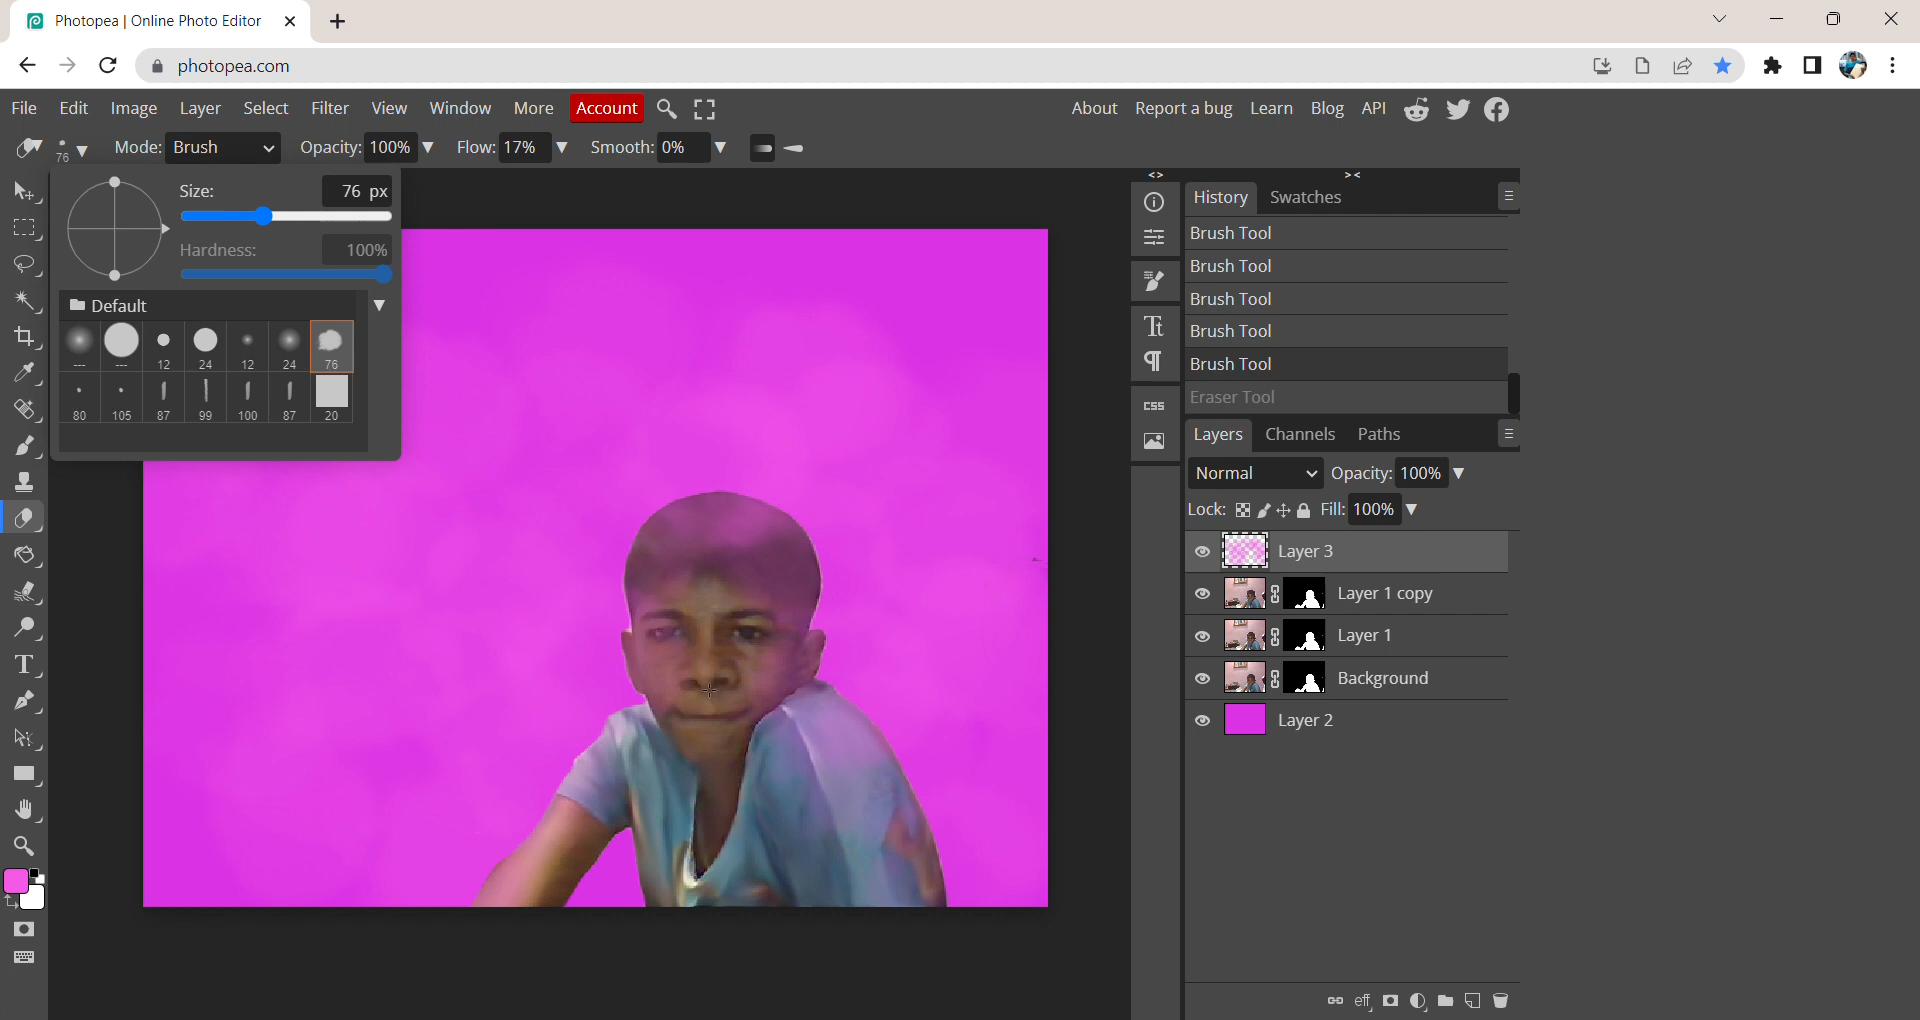 Photopea | Online Photo Editor
photopea.com
File Edit Image Layer Select Filter View Window More Account About Report a bug Learn Blog API
76 Mode: Brush Opacity: 100% Flow: 17% Smooth: 0%
Size: 76 px
Hardness: 100%
Default
--- --- 12 24 12 24 76
80 105 87 99 100 87 20
History Swatches
Brush Tool
Brush Tool
Brush Tool
Brush Tool
Brush Tool
Eraser Tool
CSS
Layers Channels Paths
Normal Opacity: 100%
Lock: Fill: 100%
Layer 3
Layer 1 copy
Layer 1
Background
Layer 2
eff